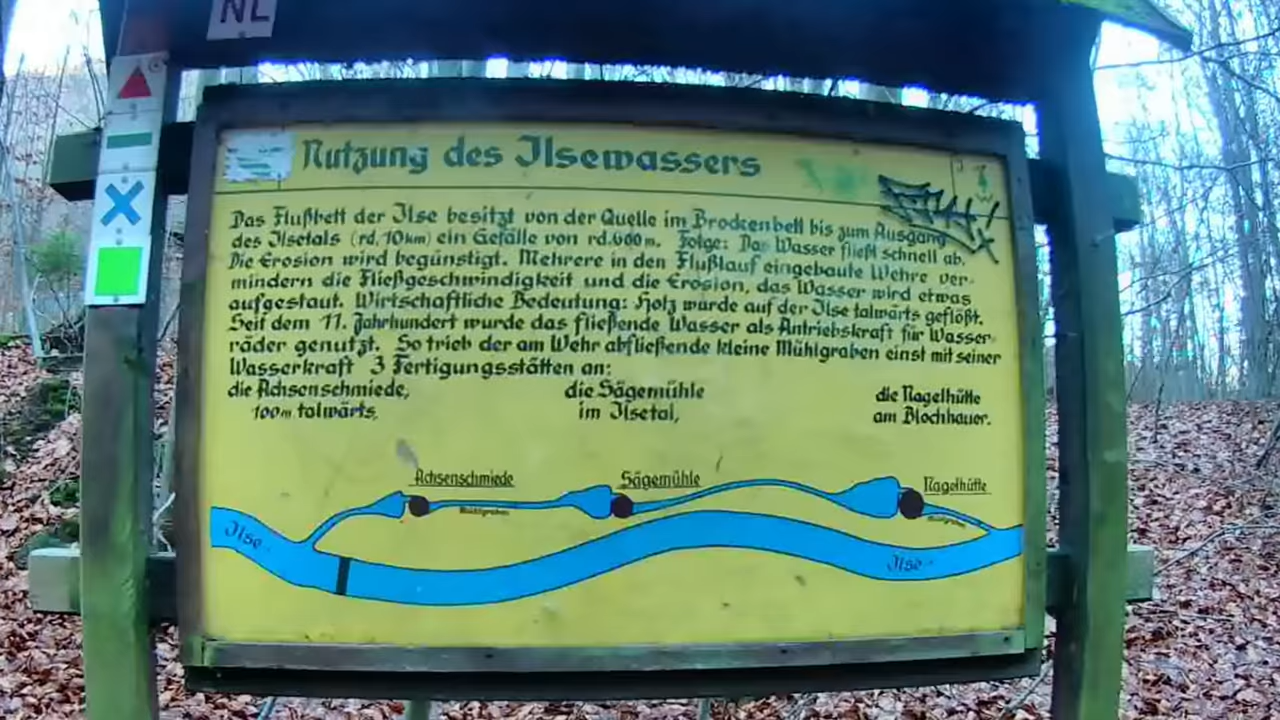 NL
Nutzung des Ilsewassers
Das Flußbett der Ilse besitzt von der Quelle im Brockenbett bis zum Ausgang
des Ilsetals (rd. 10km) ein Gefälle von rd. 600m. Folge: Das Wasser fließt schnell ab.
Die Erosion wird begünstigt. Mehrere in den Flußlauf eingebaute Wehre ver-
mindern die Fließgeschwindigkeit und die Erosion, das Wasser wird etwas
aufgestaut. Wirtschaftliche Bedeutung: Holz wurde auf der Ilse talwärts geflößt.
Seit dem 11. Jahrhundert wurde das fließende Wasser als Antriebskraft für Wasser-
räder genutzt. So trieb der am Wehr abfließende kleine Mühlgraben einst mit seiner
Wasserkraft 3 Fertigungsstätten an:
die Achsenschmiede, die Sägemühle die Nagelhütte
100m talwärts, im Ilsetal, am Blochhauer.
Achsenschmiede Sägemühle Nagelhütte
Mühlgraben Mühlgraben
Ilse Ilse